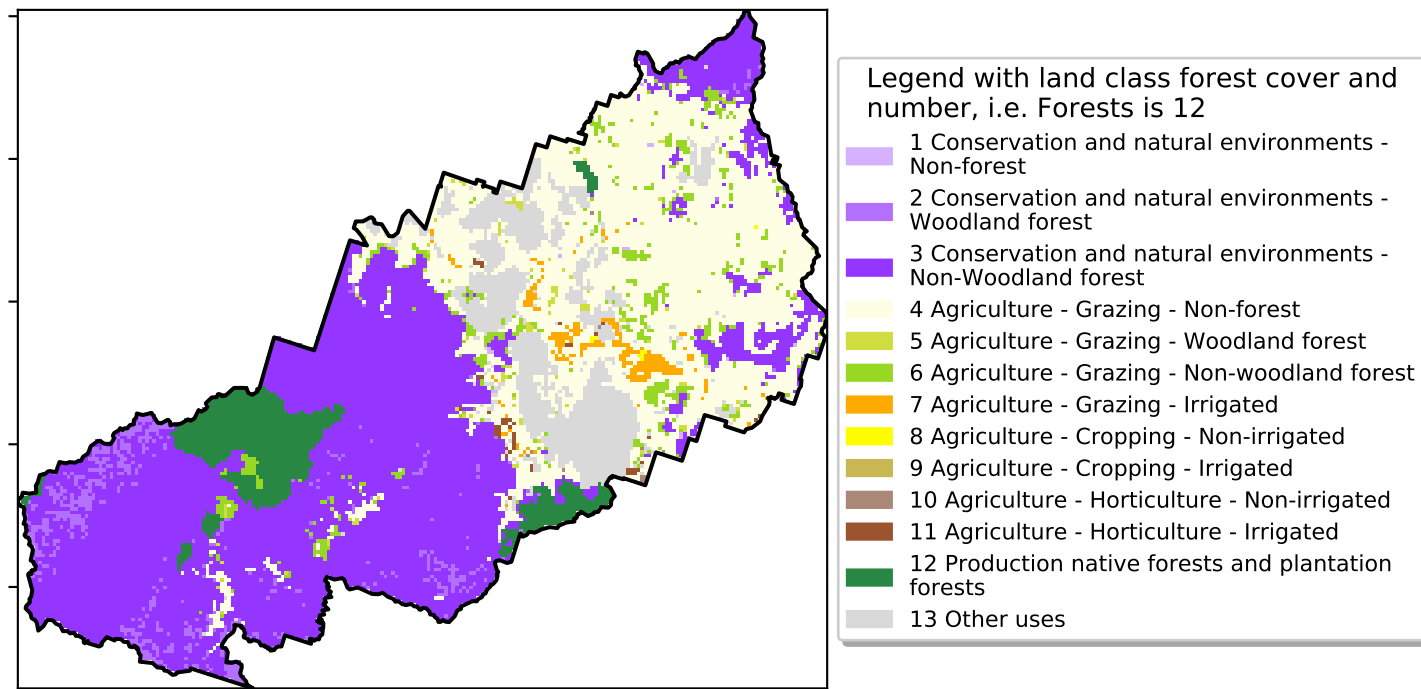 Legend with land class forest cover and
number, i.e. Forests is 12
1 Conservation and natural environments -
Non-forest
2 Conservation and natural environments -
Woodland forest
3 Conservation and natural environments -
Non-Woodland forest
4 Agriculture - Grazing - Non-forest
5 Agriculture - Grazing - Woodland forest
6 Agriculture - Grazing - Non-woodland forest
7 Agriculture - Grazing - Irrigated
8 Agriculture - Cropping - Non-irrigated
9 Agriculture - Cropping - Irrigated
10 Agriculture - Horticulture - Non-irrigated
11 Agriculture - Horticulture - Irrigated
12 Production native forests and plantation
forests
13 Other uses